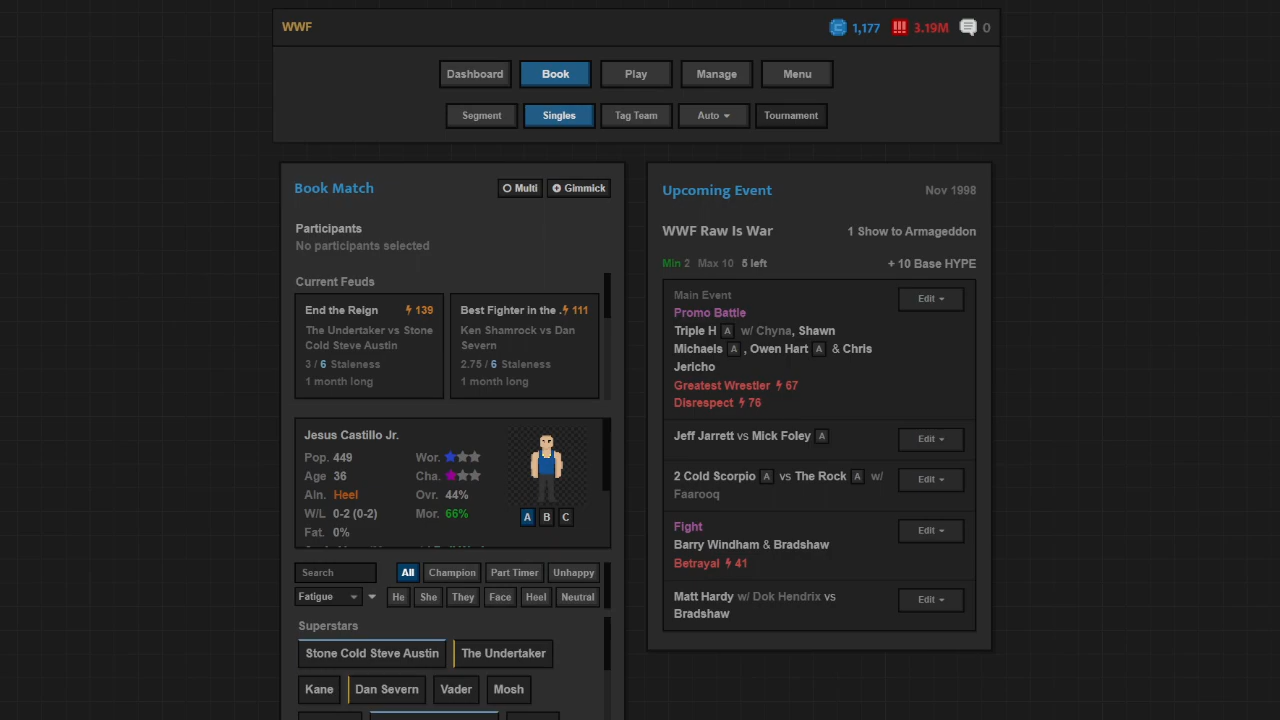 WWF
1,177
3.19M
0
Dashboard
Book
Play
Manage
Menu
Segment
Singles
Tag Team
Auto
Tournament
Book Match
Multi
Gimmick
Participants
No participants selected
Current Feuds
End the Reign 139
The Undertaker vs Stone
Cold Steve Austin
3 / 6 Staleness
1 month long
Best Fighter in the . 111
Ken Shamrock vs Dan
Severn
2.75 / 6 Staleness
1 month long
Jesus Castillo Jr.
Pop. 449
Wor.
Age 36
Cha.
Aln. Heel
Ovr. 44%
W/L 0-2 (0-2)
Mor. 66%
Fat. 0%
A B C
Search
All
Champion
Part Timer
Unhappy
Fatigue
He
She
They
Face
Heel
Neutral
Superstars
Stone Cold Steve Austin
The Undertaker
Kane
Dan Severn
Vader
Mosh
Upcoming Event
Nov 1998
WWF Raw Is War
1 Show to Armageddon
Min 2 Max 10 5 left
+ 10 Base HYPE
Main Event
Edit
Promo Battle
Triple H A w/ Chyna, Shawn
Michaels A , Owen Hart A & Chris
Jericho
Greatest Wrestler 67
Disrespect 76
Jeff Jarrett vs Mick Foley A
Edit
2 Cold Scorpio A vs The Rock A w/
Faarooq
Edit
Fight
Barry Windham & Bradshaw
Betrayal 41
Edit
Matt Hardy w/ Dok Hendrix vs
Bradshaw
Edit